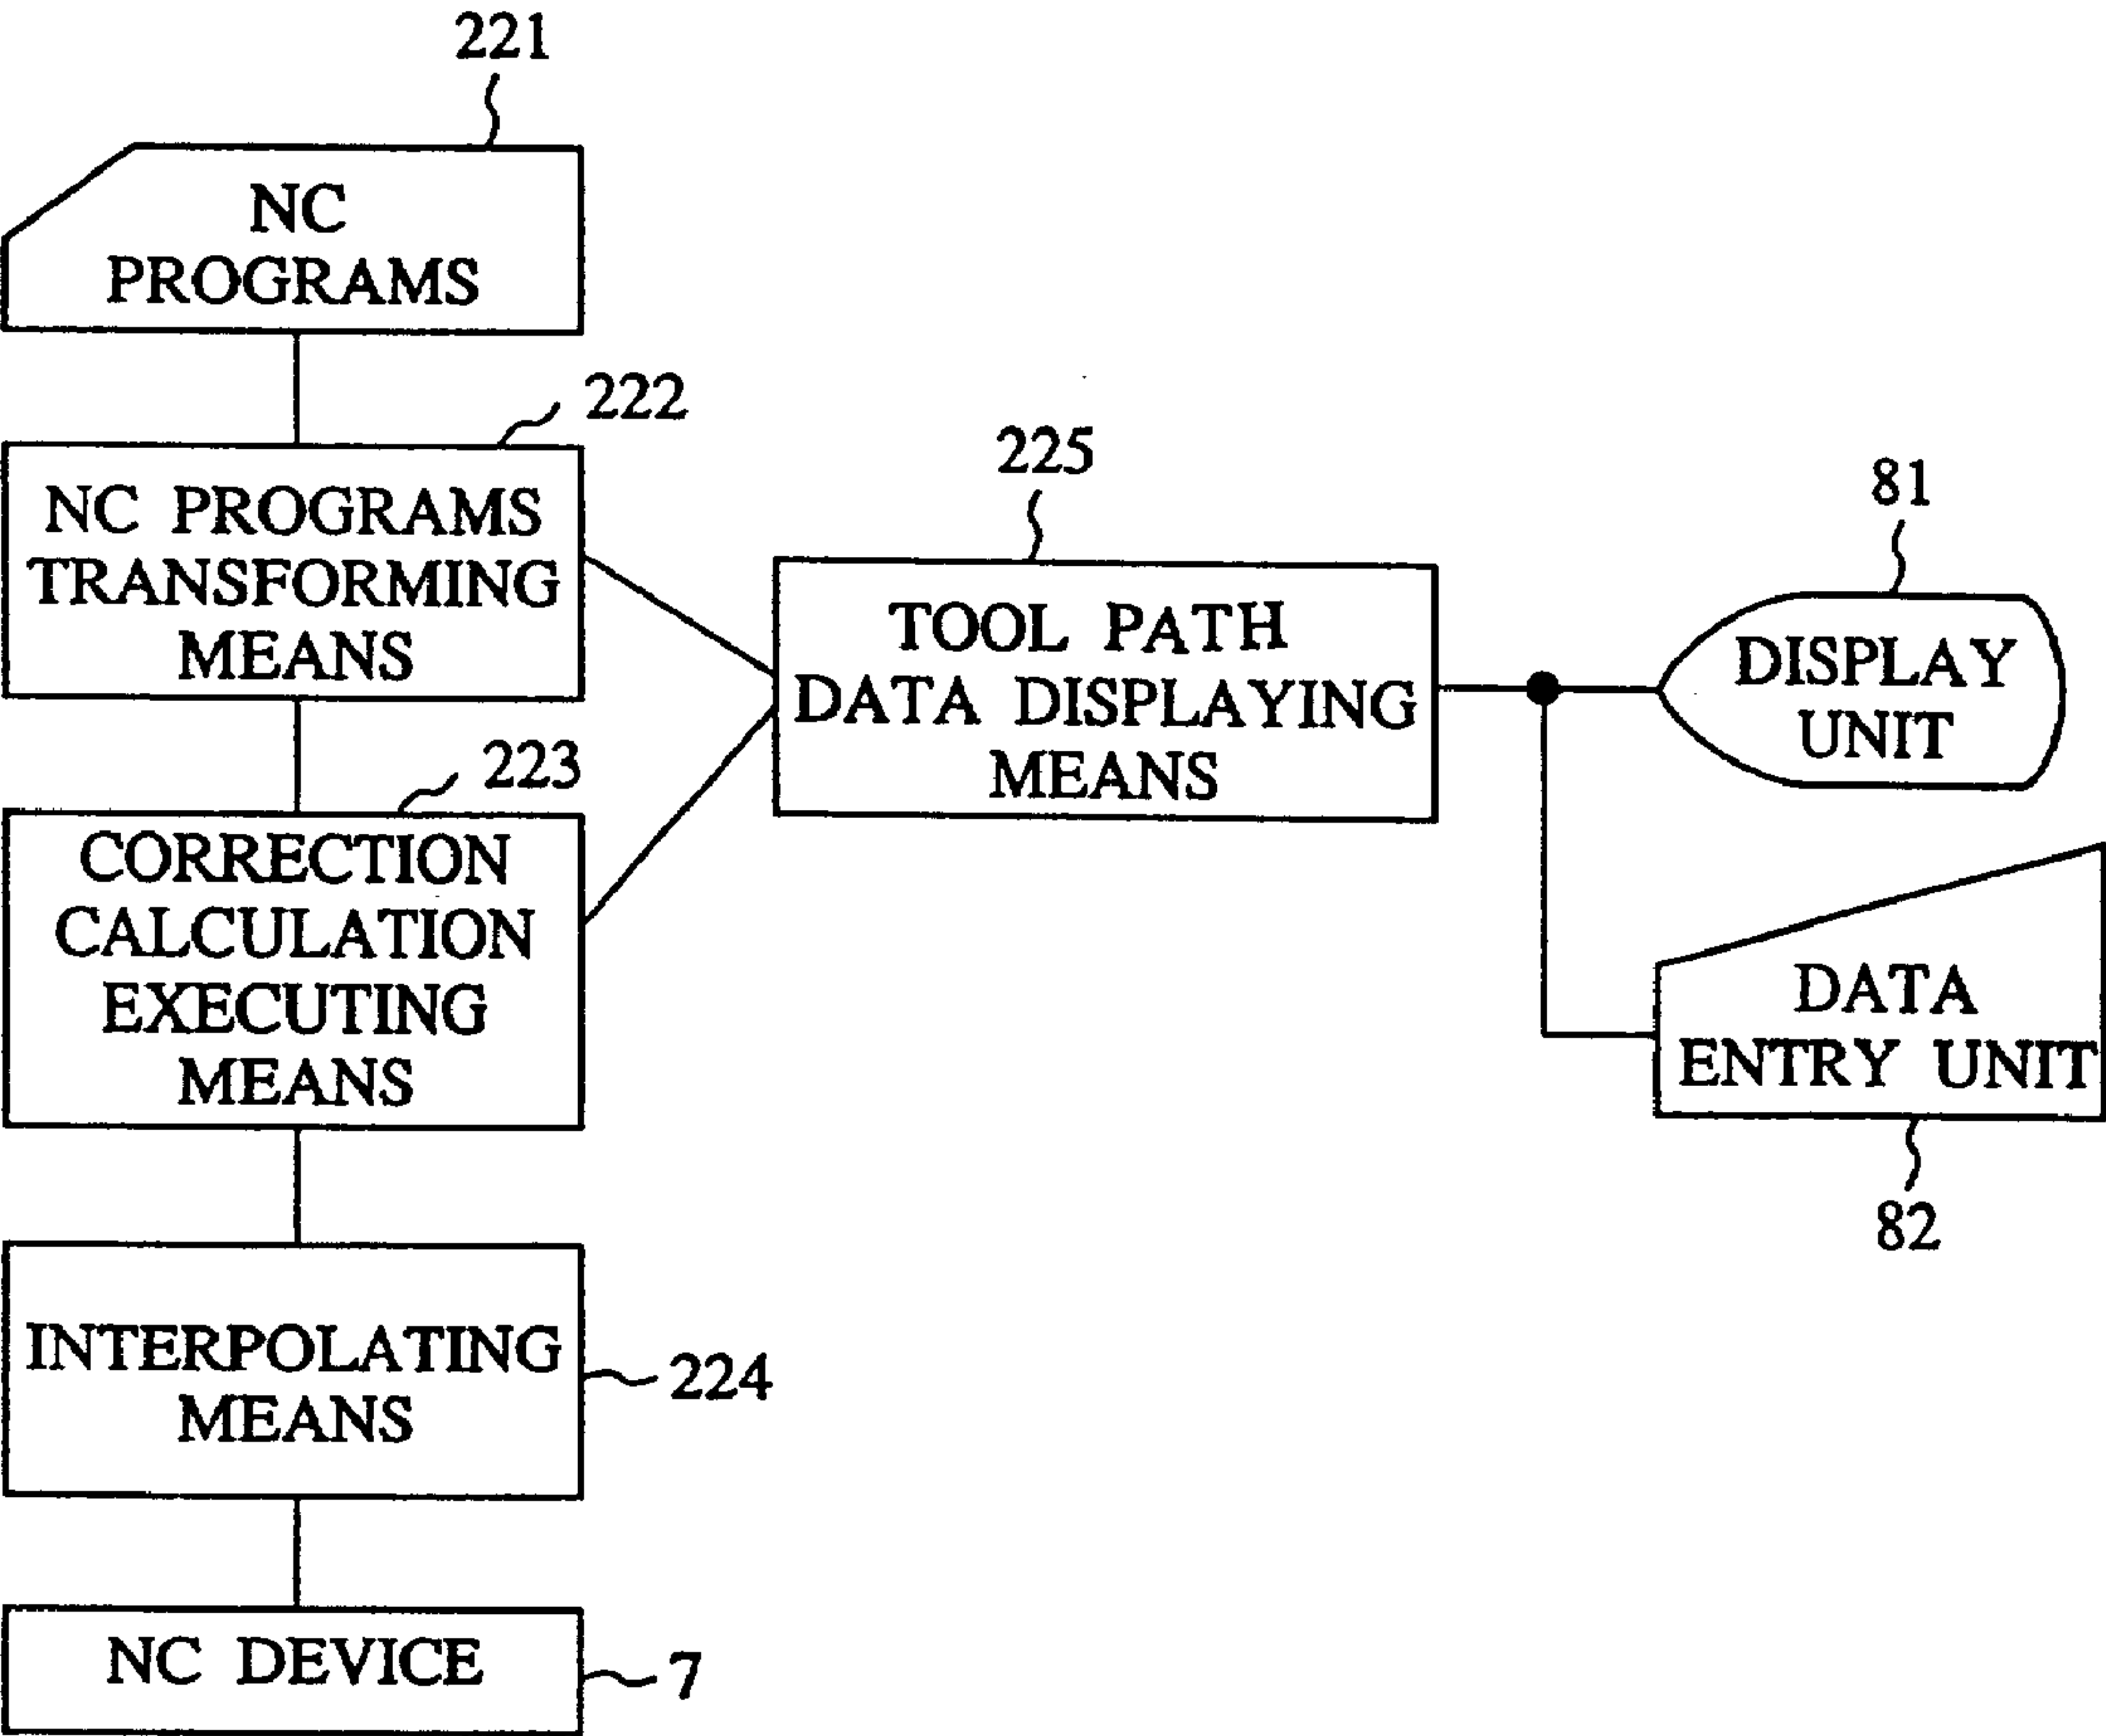 221
NC
PROGRAMS
222
NC PROGRAMS
TRANSFORMING
MEANS
223
CORRECTION
CALCULATION
EXECUTING
MEANS
INTERPOLATING
MEANS
224
NC DEVICE
7
225
TOOL PATH
DATA DISPLAYING
MEANS
81
DISPLAY
UNIT
DATA
ENTRY UNIT
82